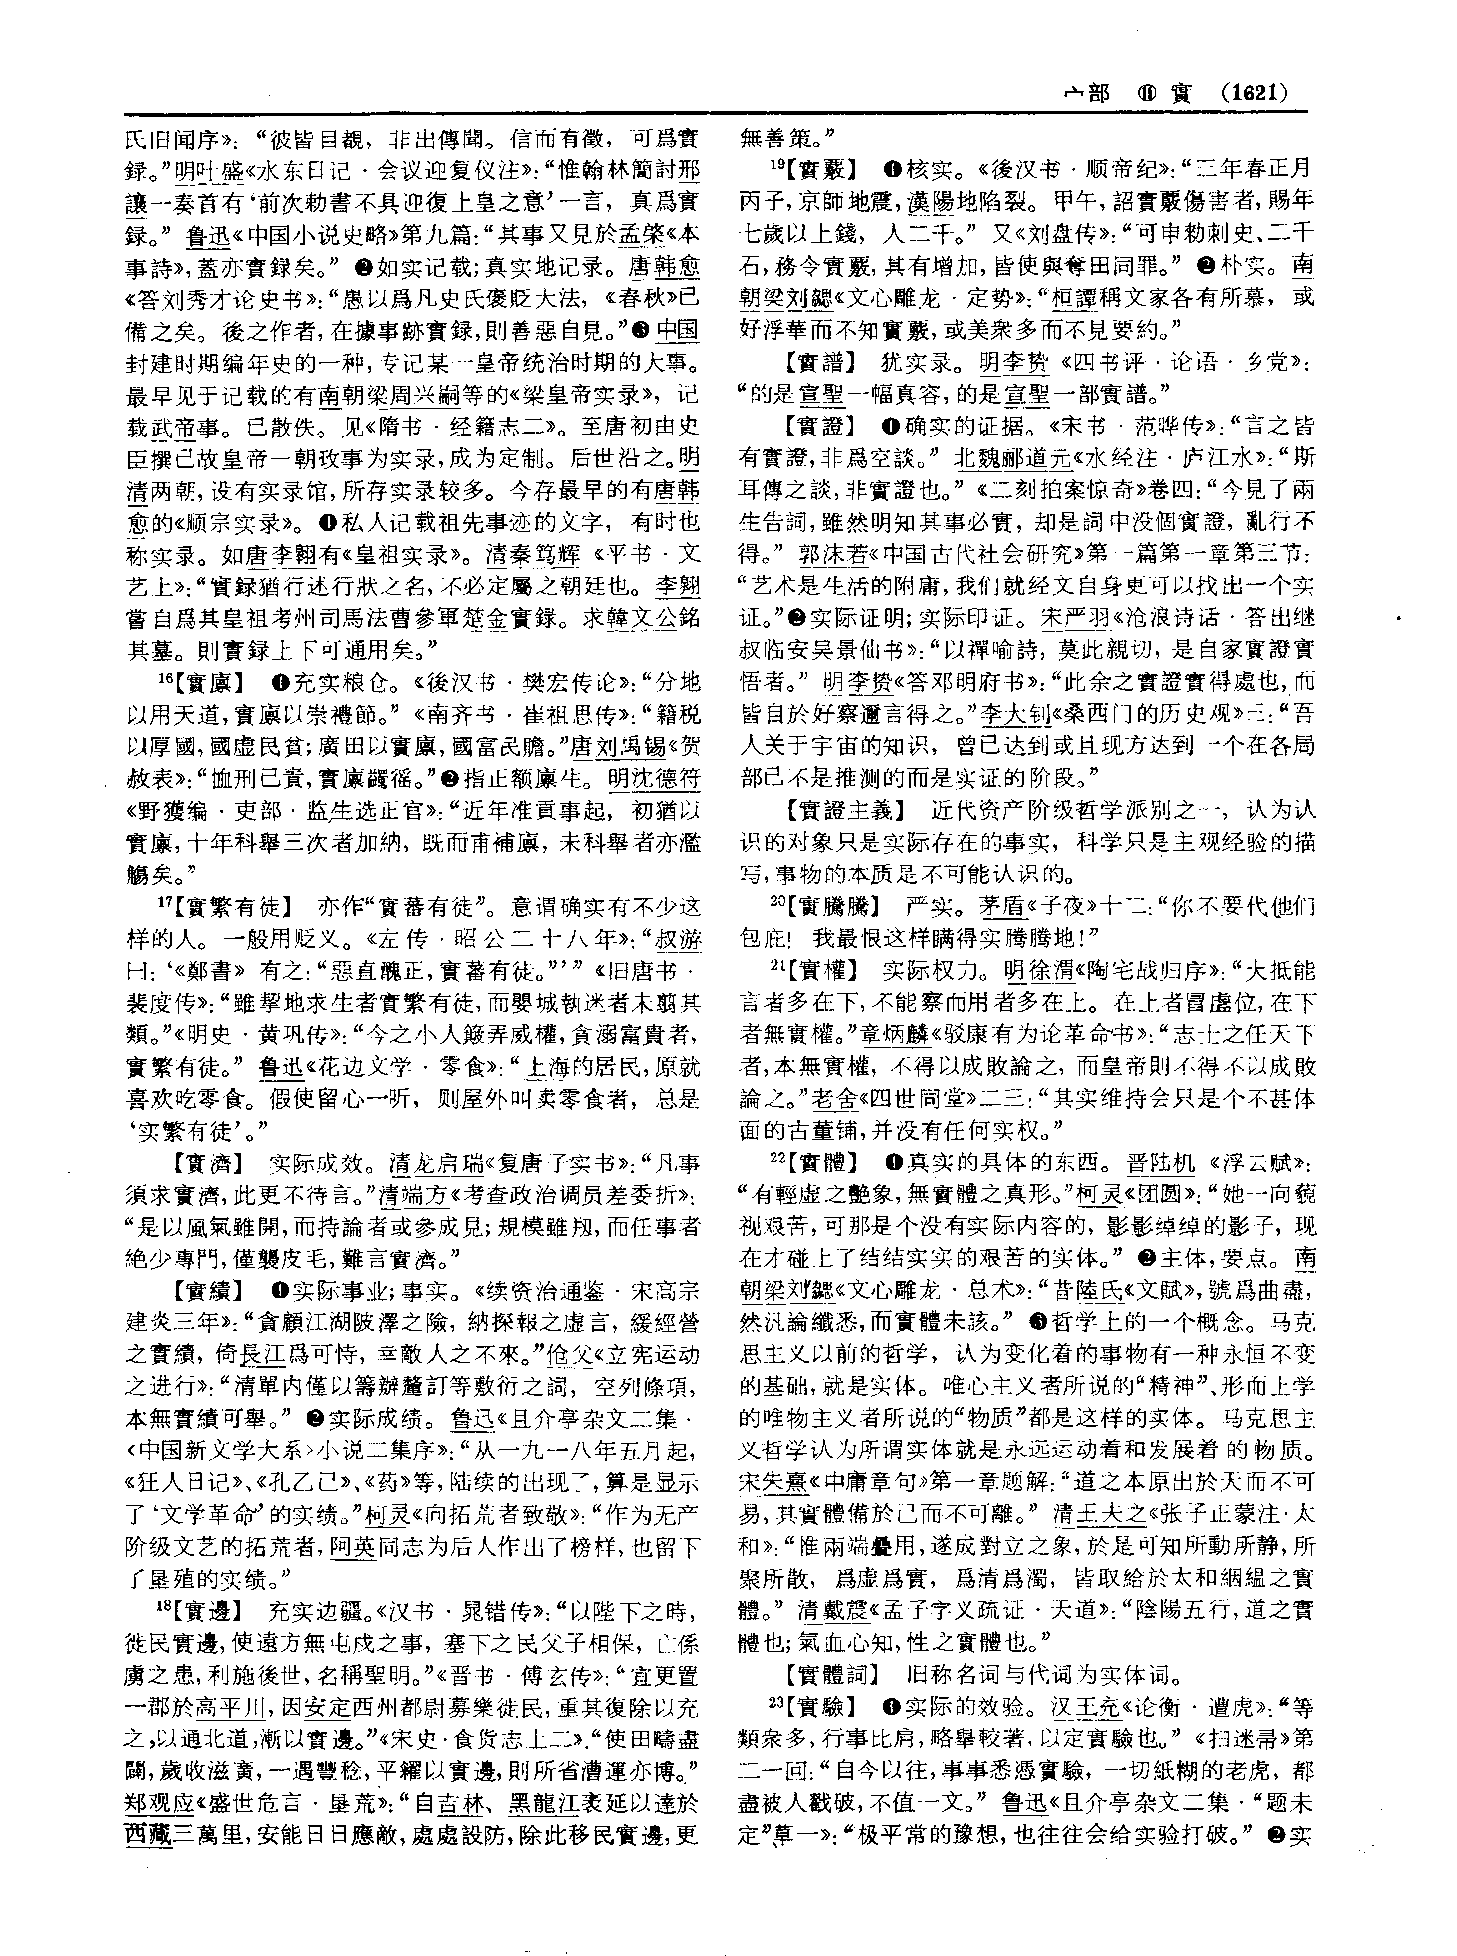 宀部 ⑪ 實 (1621)
氏旧闻序》：“彼皆目覩，非出傳聞。信而有徵，可爲實
録。”明叶盛《水东日记·会议迎复仪注》：“惟翰林簡討邢
讓一奏首有‘前次勅書不具迎復上皇之意’一言，真爲實
録。”鲁迅《中国小说史略》第九篇：“其事又見於孟棨《本
事詩》，蓋亦實録矣。”❷如实记载；真实地记录。唐韩愈
《答刘秀才论史书》：“愚以爲凡史氏褒貶大法，《春秋》已
備之矣。後之作者，在據事跡實録，則善惡自見。”❸中国
封建时期编年史的一种，专记某一皇帝统治时期的大事。
最早见于记载的有南朝梁周兴嗣等的《梁皇帝实录》，记
载武帝事。已散佚。见《隋书·经籍志二》。至唐初由史
臣撰已故皇帝一朝政事为实录，成为定制。后世沿之。明
清两朝，设有实录馆，所存实录较多。今存最早的有唐韩
愈的《顺宗实录》。❹私人记载祖先事迹的文字，有时也
称实录。如唐李翱有《皇祖实录》。清秦笃辉《平书·文
艺上》：“實録猶行述行狀之名，不必定屬之朝廷也。李翱
嘗自爲其皇祖考州司馬法曹參軍楚金實録。求韓文公銘
其墓。則實録上下可通用矣。”
16【實廪】 ❶充实粮仓。《後汉书·樊宏传论》：“分地
以用天道，實廪以崇禮節。”《南齐书·崔祖思传》：“籍税
以厚國，國虚民貧；廣田以實廪，國富民贍。”唐刘禹锡《贺
赦表》：“恤刑已責，實廪蠲徭。”❷指正额廪生。明沈德符
《野獲编·吏部·监生选正官》：“近年准貢事起，初猶以
實廪，十年科舉三次者加納，既而甫補廪，未科舉者亦濫
觴矣。”
17【實繁有徒】 亦作“實蕃有徒”。意谓确实有不少这
样的人。一般用贬义。《左传·昭公二十八年》：“叔游
曰：‘《鄭書》有之：“惡直醜正，實蕃有徒。”’”《旧唐书·
裴度传》：“雖挈地求生者實繁有徒，而嬰城執迷者未翦其
類。”《明史·黄巩传》：“今之小人簸弄威權，貪溺富貴者，
實繁有徒。”鲁迅《花边文学·零食》：“上海的居民，原就
喜欢吃零食。假使留心一听，则屋外叫卖零食者，总是
‘实繁有徒’。”
【實濟】 实际成效。清龙启瑞《复唐子实书》：“凡事
須求實濟，此更不待言。”清端方《考查政治调员差委折》：
“是以風氣雖開，而持論者或參成見；規模雖刱，而任事者
絶少專門，僅襲皮毛，難言實濟。”
【實績】 ❶实际事业；事实。《续资治通鉴·宋高宗
建炎三年》：“貪顧江湖陂澤之險，納探報之虚言，緩經營
之實績，倚長江爲可恃，幸敵人之不來。”伧父《立宪运动
之进行》：“清單内僅以籌辦釐訂等敷衍之詞，空列條項，
本無實績可舉。”❷实际成绩。鲁迅《且介亭杂文二集·
〈中国新文学大系〉小说二集序》：“从一九一八年五月起，
《狂人日记》、《孔乙己》、《药》等，陆续的出现了，算是显示
了‘文学革命’的实绩。”柯灵《向拓荒者致敬》：“作为无产
阶级文艺的拓荒者，阿英同志为后人作出了榜样，也留下
了垦殖的实绩。”
18【實邊】 充实边疆。《汉书·晁错传》：“以陛下之時，
徙民實邊，使遠方無屯戍之事，塞下之民父子相保，亡係
虜之患，利施後世，名稱聖明。”《晋书·傅玄传》：“宜更置
一郡於高平川，因安定西州都尉募樂徙民，重其復除以充
之，以通北道，漸以實邊。”《宋史·食货志上二》：“使田疇盡
闢，歲收滋廣，一遇豐稔，平糴以實邊，則所省漕運亦博。”
郑观应《盛世危言·垦荒》：“自吉林、黑龍江袤延以達於
西藏三萬里，安能日日應敵，處處設防，除此移民實邊，更
無善策。”
19【實覈】 ❶核实。《後汉书·顺帝纪》：“三年春正月
丙子，京師地震，漢陽地陷裂。甲午，詔實覈傷害者，賜年
七歲以上錢，人二千。”又《刘盘传》：“可申勅刺史、二千
石，務令實覈，其有增加，皆使與奪田同罪。”❷朴实。南
朝梁刘勰《文心雕龙·定势》：“桓譚稱文家各有所慕，或
好浮華而不知實覈，或美衆多而不見要約。”
【實譜】 犹实录。明李贽《四书评·论语·乡党》：
“的是宣聖一幅真容，的是宣聖一部實譜。”
【實證】 ❶确实的证据。《宋书·范晔传》：“言之皆
有實證，非爲空談。”北魏郦道元《水经注·庐江水》：“斯
耳傳之談，非實證也。”《二刻拍案惊奇》卷四：“今見了兩
生告詞，雖然明知其事必實，却是詞中没個實證，亂行不
得。”郭沫若《中国古代社会研究》第一篇第一章第三节：
“艺术是生活的附庸，我们就经文自身更可以找出一个实
证。”❷实际证明；实际印证。宋严羽《沧浪诗话·答出继
叔临安吴景仙书》：“以禪喻詩，莫此親切，是自家實證實
悟者。”明李贽《答邓明府书》：“此余之實證實得處也，而
皆自於好察邇言得之。”李大钊《桑西门的历史观》三：“吾
人关于宇宙的知识，曾已达到或且现方达到一个在各局
部已不是推测的而是实证的阶段。”
【實證主義】 近代资产阶级哲学派别之一，认为认
识的对象只是实际存在的事实，科学只是主观经验的描
写，事物的本质是不可能认识的。
20【實騰騰】 严实。茅盾《子夜》十二：“你不要代他们
包庇！我最恨这样瞒得实腾腾地！”
21【實權】 实际权力。明徐渭《陶宅战归序》：“大抵能
言者多在下，不能察而用者多在上。在上者冒虚位，在下
者無實權。”章炳麟《驳康有为论革命书》：“志士之任天下
者，本無實權，不得以成敗論之，而皇帝則不得不以成敗
論之。”老舍《四世同堂》二三：“其实维持会只是个不甚体
面的古董铺，并没有任何实权。”
22【實體】 ❶真实的具体的东西。晋陆机《浮云赋》：
“有輕虚之艷象，無實體之真形。”柯灵《团圆》：“她一向藐
视艰苦，可那是个没有实际内容的，影影绰绰的影子，现
在才碰上了结结实实的艰苦的实体。”❷主体，要点。南
朝梁刘勰《文心雕龙·总术》：“昔陸氏《文賦》，號爲曲盡，
然汎論纖悉，而實體未該。”❸哲学上的一个概念。马克
思主义以前的哲学，认为变化着的事物有一种永恒不变
的基础，就是实体。唯心主义者所说的“精神”、形而上学
的唯物主义者所说的“物质”都是这样的实体。马克思主
义哲学认为所谓实体就是永远运动着和发展着的物质。
宋朱熹《中庸章句》第一章题解：“道之本原出於天而不可
易，其實體備於己而不可離。”清王夫之《张子正蒙注·太
和》：“惟兩端疊用，遂成對立之象，於是可知所動所静，所
聚所散，爲虚爲實，爲清爲濁，皆取給於太和絪緼之實
體。”清戴震《孟子字义疏证·天道》：“陰陽五行，道之實
體也；氣血心知，性之實體也。”
【實體詞】 旧称名词与代词为实体词。
23【實驗】 ❶实际的效验。汉王充《论衡·遭虎》：“等
類衆多，行事比肩，略舉較著，以定實驗也。”《扫迷帚》第
二一回：“自今以往，事事悉憑實驗，一切紙糊的老虎，都
盡被人戳破，不值一文。”鲁迅《且介亭杂文二集·“题未
定”草一》：“极平常的豫想，也往往会给实验打破。”❷实